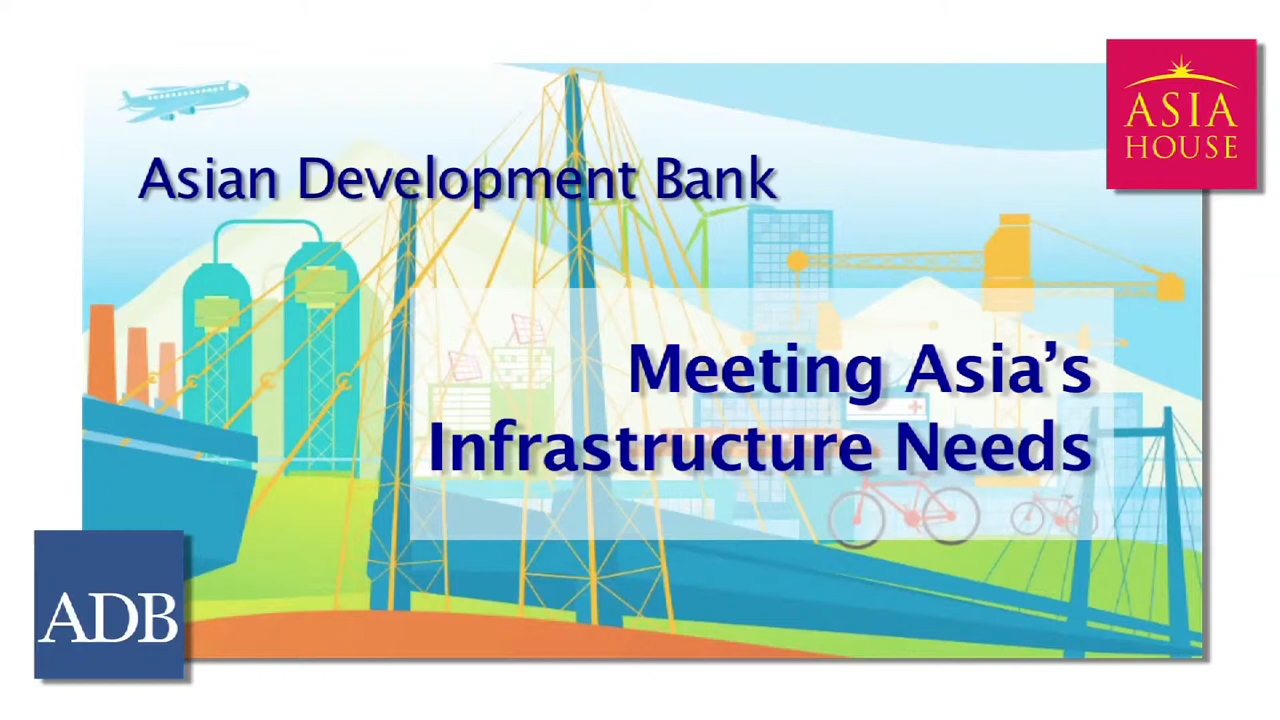 ASIA
HOUSE
Asian Development Bank
Meeting Asia’s
Infrastructure Needs
ADB